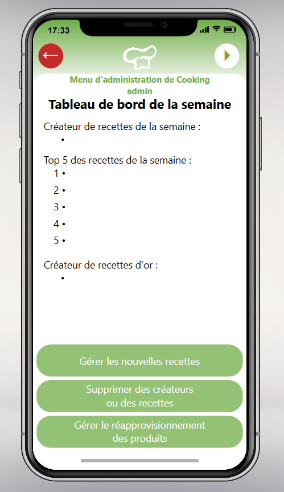 17:33
Menu d'administration de Cooking
admin
Tableau de bord de la semaine
Créateur de recettes de la semaine :
•
Top 5 des recettes de la semaine :
1 •
2 •
3 •
4 •
5 •
Créateur de recettes d'or :
•
Gérer les nouvelles recettes
Supprimer des créateurs
ou des recettes
Gérer le réapprovisionnement
des produits